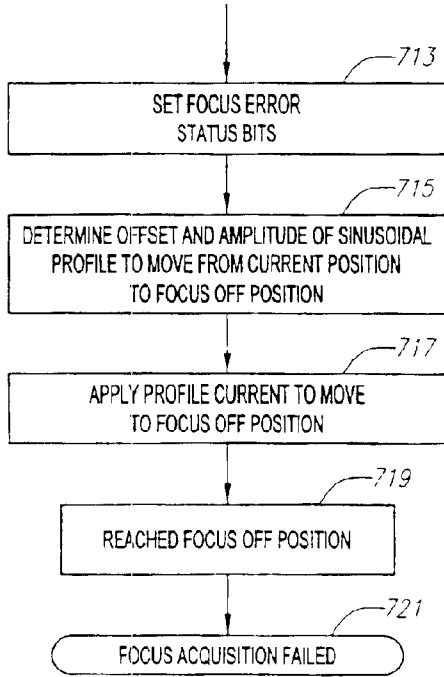 713
SET FOCUS ERROR
STATUS BITS
715
DETERMINE OFFSET AND AMPLITUDE OF SINUSOIDAL
PROFILE TO MOVE FROM CURRENT POSITION
TO FOCUS OFF POSITION
717
APPLY PROFILE CURRENT TO MOVE
TO FOCUS OFF POSITION
719
REACHED FOCUS OFF POSITION
721
FOCUS ACQUISITION FAILED